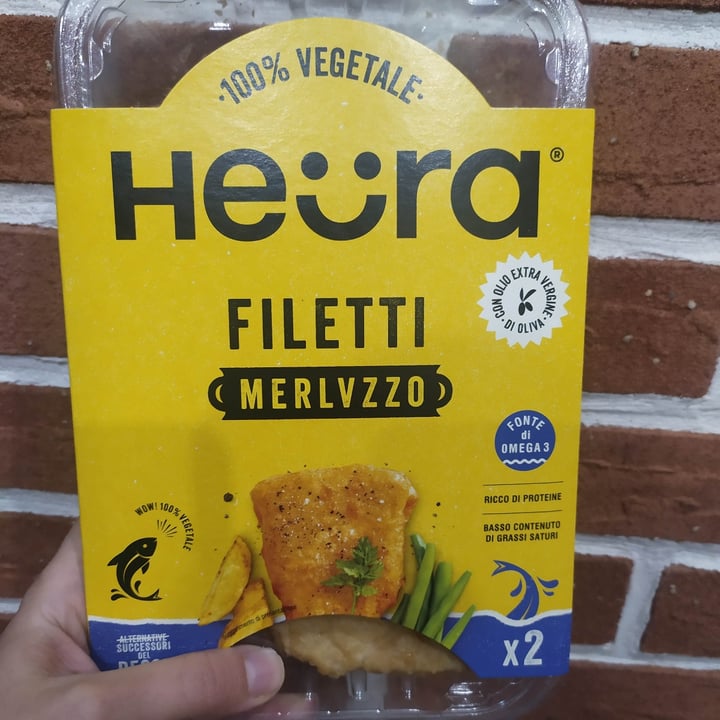 ·100% VEGETALE·
Heüra®
CON OLIO EXTRA VERGINE
·DI OLIVA·
FILETTI
MERLVZZO
FONTE
di
OMEGA 3
RICCO DI PROTEINE
BASSO CONTENUTO
DI GRASSI SATURI
WOW! 100% VEGETALE
ALTERNATIVE
SUCCESSORI
DEL
x2